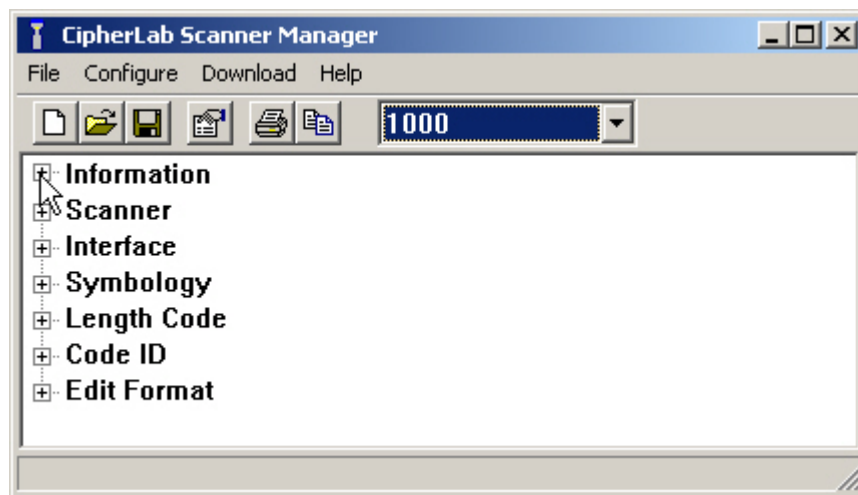 CipherLab Scanner Manager
File Configure Download Help
1000
Information
Scanner
Interface
Symbology
Length Code
Code ID
Edit Format